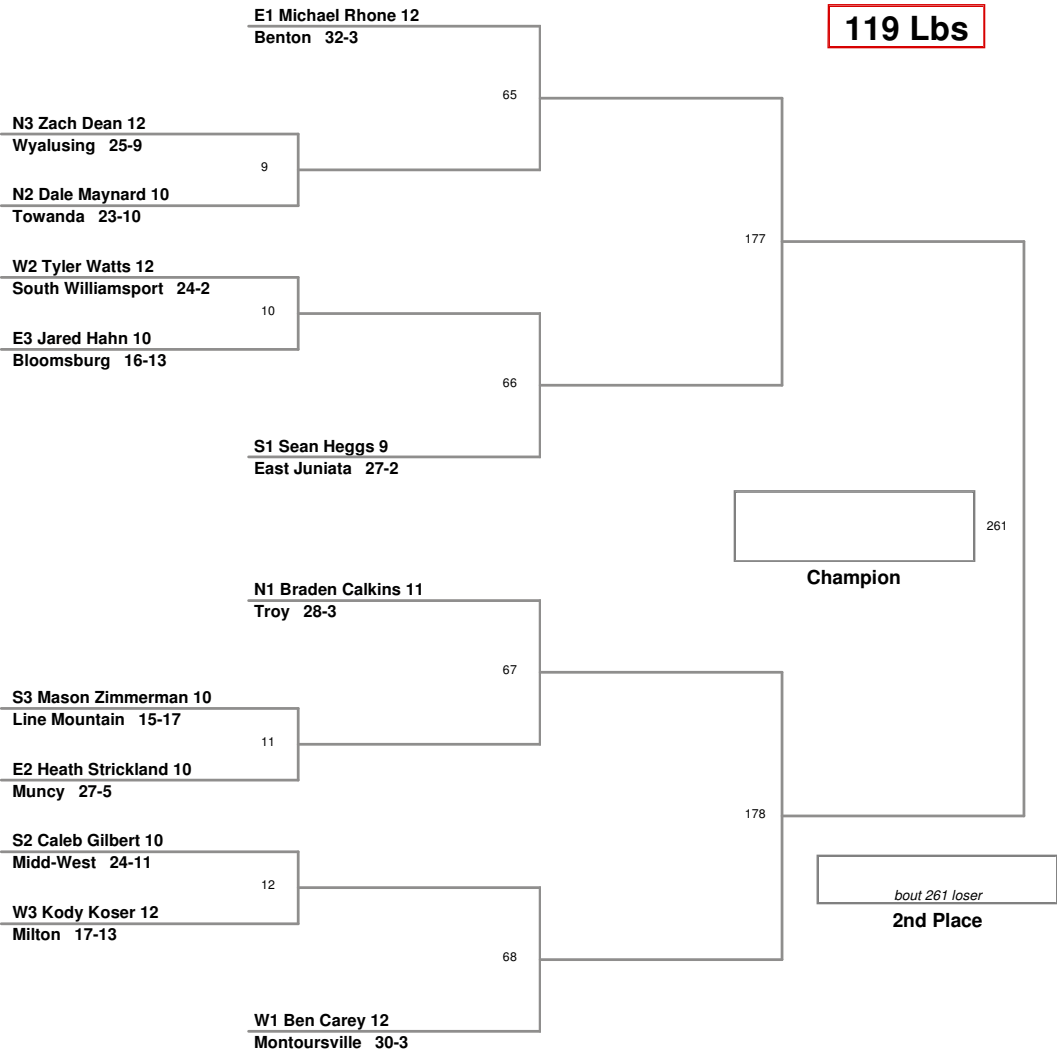 E1 Michael Rhone 12
119 Lbs
Benton 32-3
65
N3 Zach Dean 12
Wyalusing 25-9
9
N2 Dale Maynard 10
Towanda 23-10
177
W2 Tyler Watts 12
South Williamsport 24-2
10
E3 Jared Hahn 10
Bloomsburg 16-13
66
S1 Sean Heggs 9
East Juniata 27-2
261
Champion
N1 Braden Calkins 11
Troy 28-3
67
S3 Mason Zimmerman 10
Line Mountain 15-17
11
E2 Heath Strickland 10
Muncy 27-5
178
S2 Caleb Gilbert 10
Midd-West 24-11
12
bout 261 loser
2nd Place
W3 Kody Koser 12
Milton 17-13
68
W1 Ben Carey 12
Montoursville 30-3